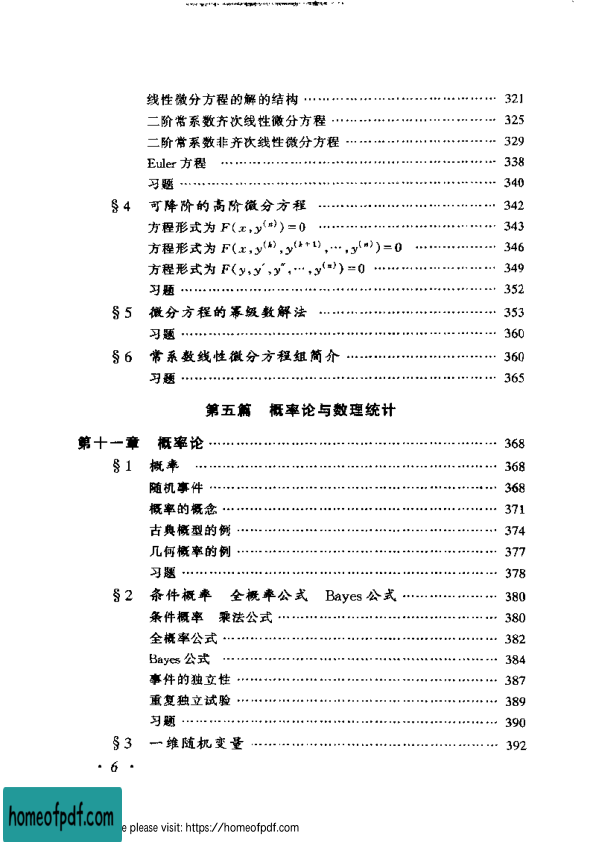 线性微分方程的解的结构 …………………………………… 321
二阶常系数齐次线性微分方程 ……………………………… 325
二阶常系数非齐次线性微分方程 …………………………… 329
Euler 方程 …………………………………………………… 338
习题 ………………………………………………………… 340
§4 可降阶的高阶微分方程 ………………………………… 342
方程形式为 F(x,y⁽ⁿ⁾)=0 ………………………………… 343
方程形式为 F(x,y⁽ᵏ⁾,y⁽ᵏ⁺¹⁾,…,y⁽ⁿ⁾)=0 ……………… 346
方程形式为 F(y,y′,y″,…,y⁽ⁿ⁾)=0 ……………………… 349
习题 ………………………………………………………… 352
§5 微分方程的幂级数解法 ………………………………… 353
习题 ………………………………………………………… 360
§6 常系数线性微分方程组简介 …………………………… 360
习题 ………………………………………………………… 365
第五篇 概率论与数理统计
第十一章 概率论 …………………………………………… 368
§1 概率 …………………………………………………… 368
随机事件 …………………………………………………… 368
概率的概念 ………………………………………………… 371
古典概型的例 ……………………………………………… 374
几何概率的例 ……………………………………………… 377
习题 ………………………………………………………… 378
§2 条件概率 全概率公式 Bayes 公式 …………………… 380
条件概率 乘法公式 ………………………………………… 380
全概率公式 ………………………………………………… 382
Bayes 公式 ………………………………………………… 384
事件的独立性 ……………………………………………… 387
重复独立试验 ……………………………………………… 389
习题 ………………………………………………………… 390
§3 一维随机变量 …………………………………………… 392
· 6 ·
homeofpdf.com
e please visit: https://homeofpdf.com